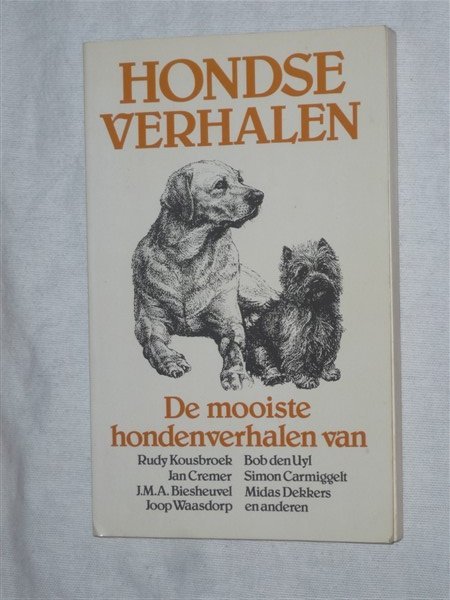 HONDSE
VERHALEN
De mooiste
hondenverhalen van
Rudy Kousbroek
Jan Cremer
J.M.A. Biesheuvel
Joop Waasdorp
Bob den Uyl
Simon Carmiggelt
Midas Dekkers
en anderen